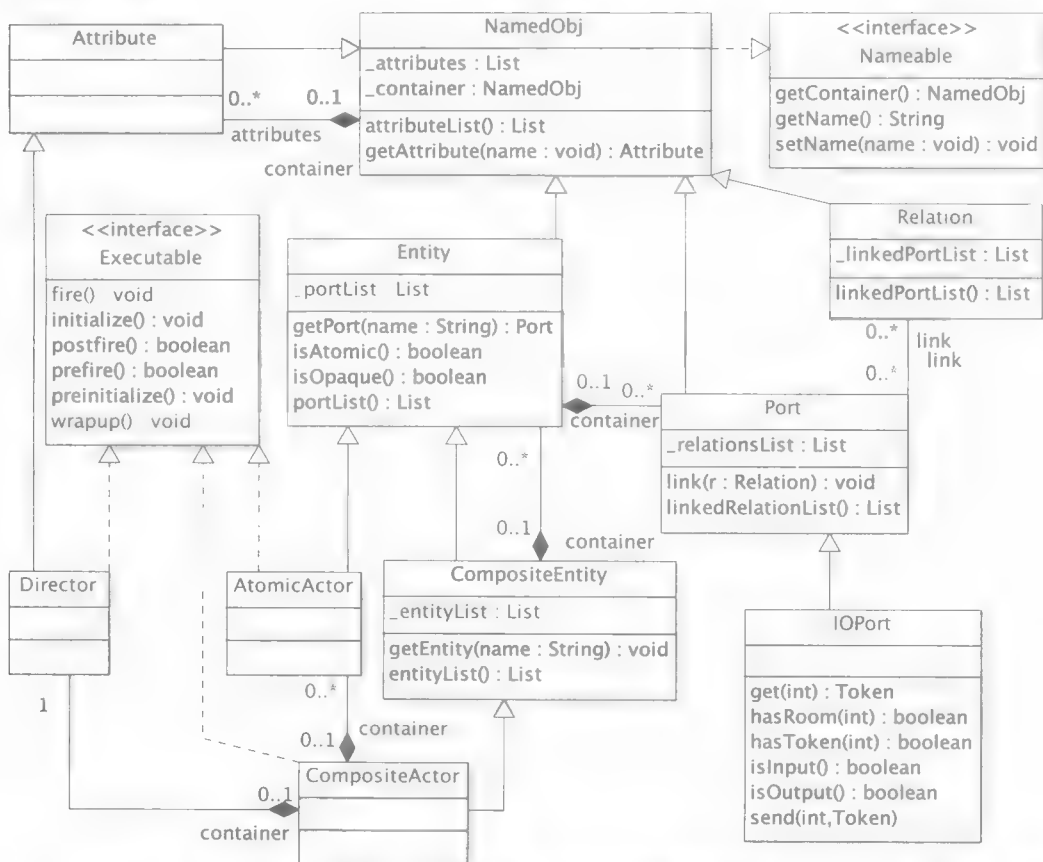 Attribute
NamedObj
_attributes : List
_container : NamedObj
attributeList() : List
getAttribute(name : void) : Attribute
<<interface>>
Nameable
getContainer() : NamedObj
getName() : String
setName(name : void) : void
0..*
0..1
attributes
container
<<interface>>
Executable
fire()   void
initialize() : void
postfire() : boolean
prefire() : boolean
preinitialize() : void
wrapup()   void
Entity
_portList   List
getPort(name : String) : Port
isAtomic() : boolean
isOpaque() : boolean
portList() : List
Relation
_linkedPortList : List
linkedPortList() : List
0..*
link
link
0..*
0..1
0..*
container
Port
_relationsList : List
link(r : Relation) : void
linkedRelationList() : List
0..*
0..1
container
Director
AtomicActor
CompositeEntity
_entityList : List
getEntity(name : String) : void
entityList() : List
IOPort
get(int) : Token
hasRoom(int) : boolean
hasToken(int) : boolean
isInput() : boolean
isOutput() : boolean
send(int,Token)
1
0..*
container
0..1
CompositeActor
0..1
container